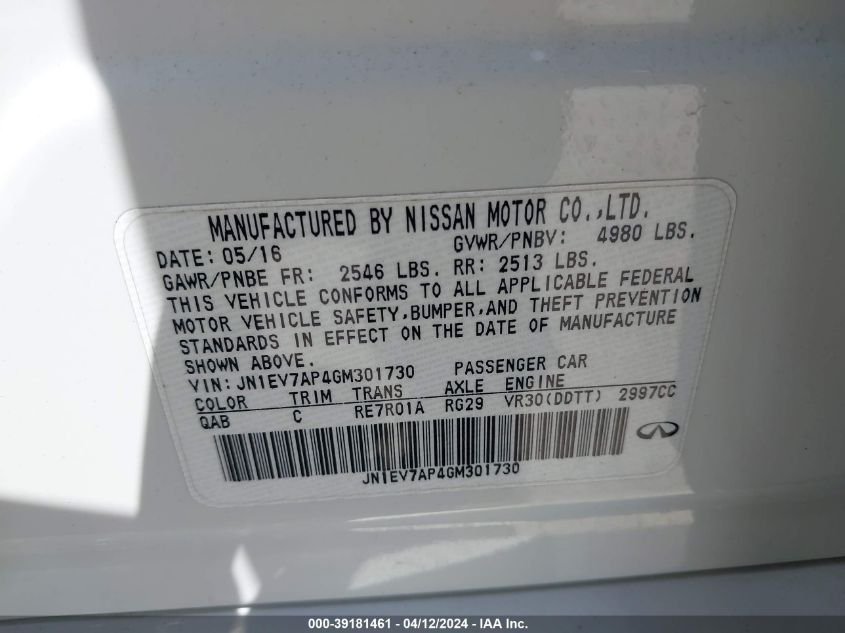 MANUFACTURED BY NISSAN MOTOR CO.,LTD.
DATE: 05/16 GVWR/PNBV: 4980 LBS.
GAWR/PNBE FR: 2546 LBS. RR: 2513 LBS.
THIS VEHICLE CONFORMS TO ALL APPLICABLE FEDERAL
MOTOR VEHICLE SAFETY, BUMPER, AND THEFT PREVENTION
STANDARDS IN EFFECT ON THE DATE OF MANUFACTURE
SHOWN ABOVE.
VIN: JN1EV7AP4GM301730 PASSENGER CAR
COLOR TRIM TRANS AXLE ENGINE
QAB C RE7R01A RG29 VR30(DDTT) 2997CC
JN1EV7AP4GM301730
000-39181461 - 04/12/2024 - IAA Inc.